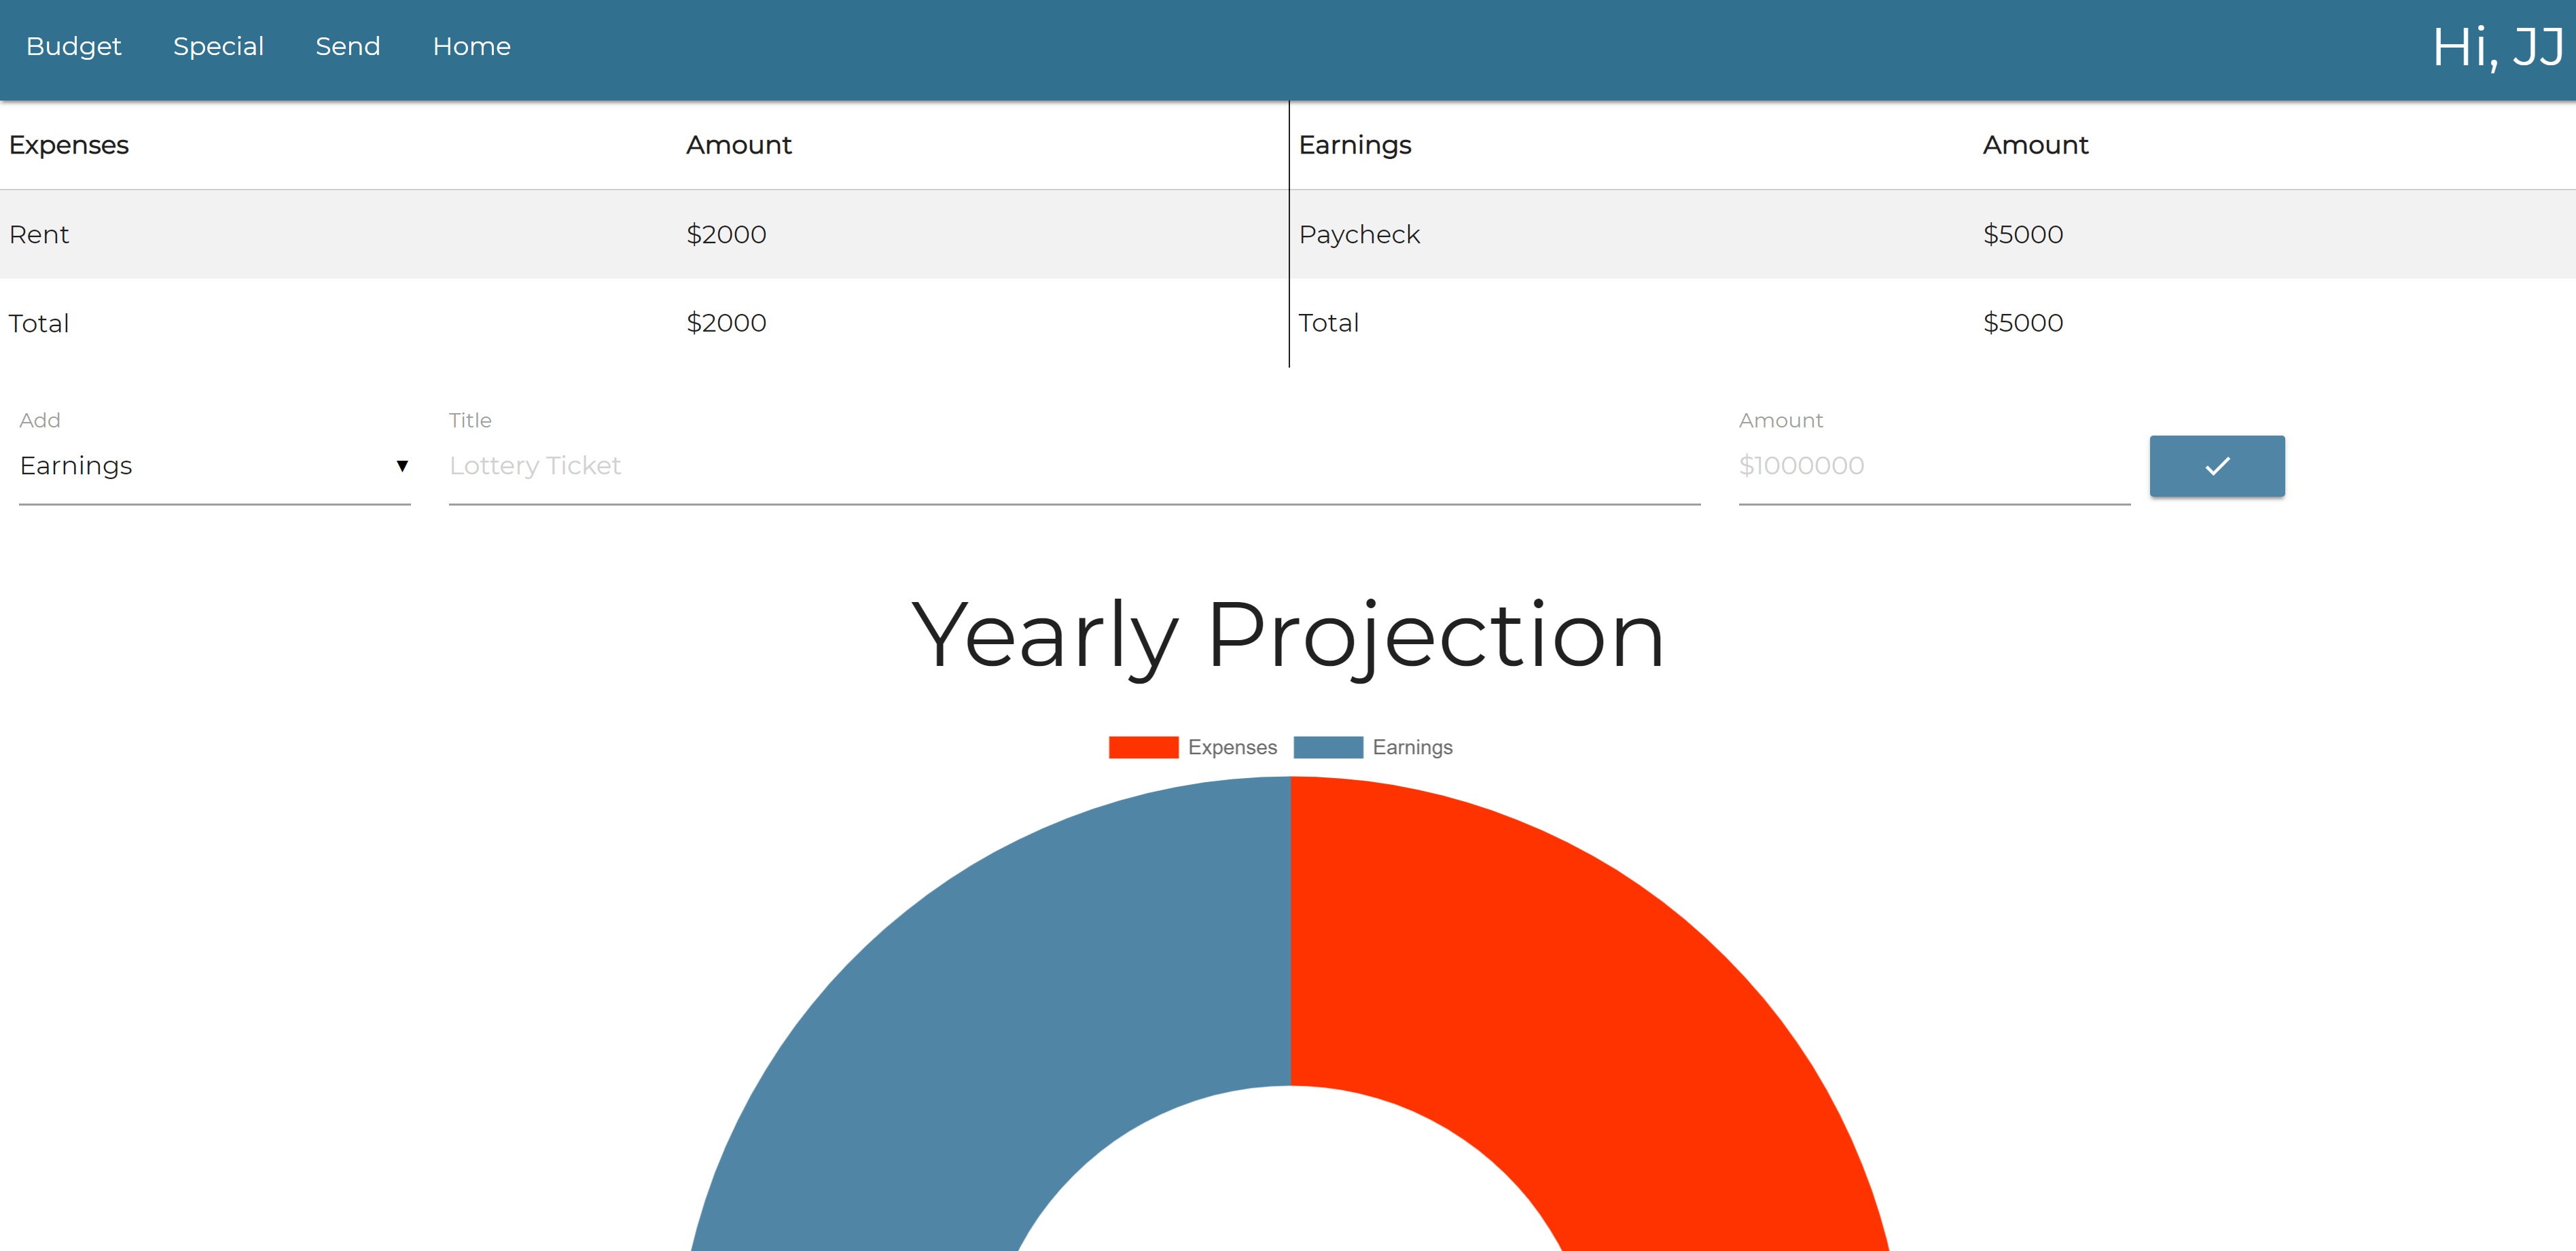 Budget Special Send Home Hi, JJ
Expenses Amount Earnings Amount
Rent $2000 Paycheck $5000
Total $2000 Total $5000
Add Title Amount
Earnings ▼ Lottery Ticket $1000000
Yearly Projection
Expenses Earnings